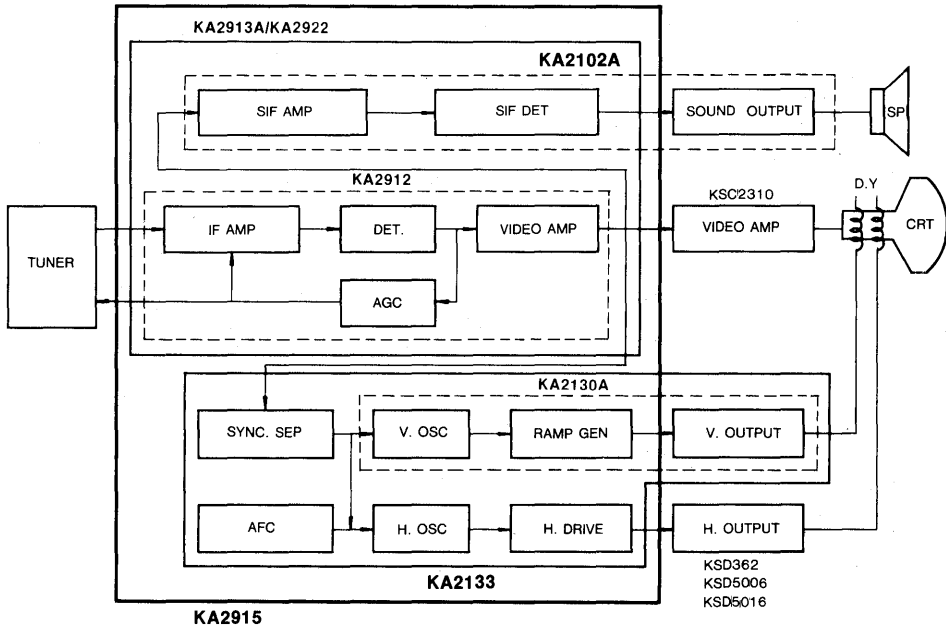 KA2913A/KA2922
KA2102A
SIF AMP
SIF DET
SOUND OUTPUT
SP
KA2912
KSC2310
D.Y
TUNER
IF AMP
DET.
VIDEO AMP
VIDEO AMP
CRT
AGC
KA2130A
SYNC. SEP
V. OSC
RAMP GEN
V. OUTPUT
AFC
H. OSC
H. DRIVE
H. OUTPUT
KA2133
KSD362
KSD5006
KSD5016
KA2915